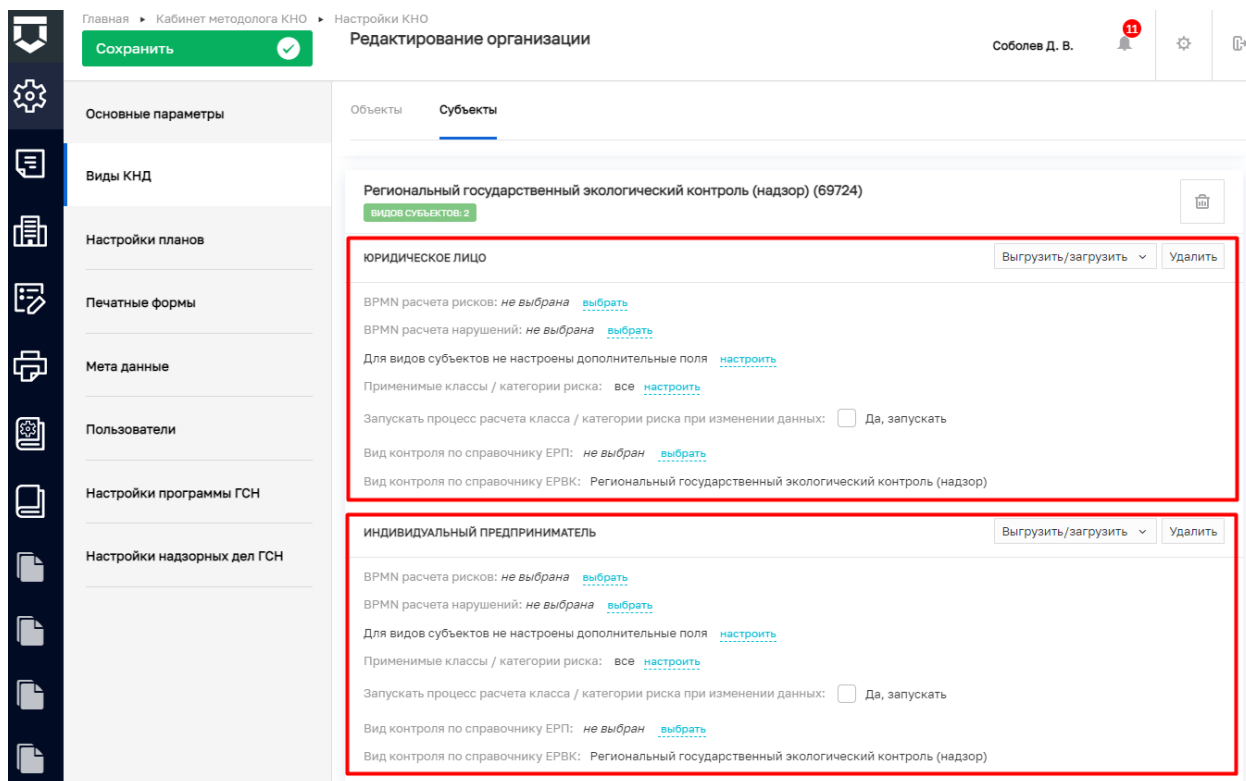 Главная ▸ Кабинет методолога КНО ▸ Настройки КНО
Сохранить
Редактирование организации
Соболев Д. В.
11
Основные параметры
Виды КНД
Настройки планов
Печатные формы
Мета данные
Пользователи
Настройки программы ГСН
Настройки надзорных дел ГСН
Объекты Субъекты
Региональный государственный экологический контроль (надзор) (69724)
ВИДОВ СУБЪЕКТОВ: 2
ЮРИДИЧЕСКОЕ ЛИЦО Выгрузить/загрузить Удалить
BPMN расчета рисков: не выбрана выбрать
BPMN расчета нарушений: не выбрана выбрать
Для видов субъектов не настроены дополнительные поля настроить
Применимые классы / категории риска: все настроить
Запускать процесс расчета класса / категории риска при изменении данных: Да, запускать
Вид контроля по справочнику ЕРП: не выбран выбрать
Вид контроля по справочнику ЕРВК: Региональный государственный экологический контроль (надзор)
ИНДИВИДУАЛЬНЫЙ ПРЕДПРИНИМАТЕЛЬ Выгрузить/загрузить Удалить
BPMN расчета рисков: не выбрана выбрать
BPMN расчета нарушений: не выбрана выбрать
Для видов субъектов не настроены дополнительные поля настроить
Применимые классы / категории риска: все настроить
Запускать процесс расчета класса / категории риска при изменении данных: Да, запускать
Вид контроля по справочнику ЕРП: не выбран выбрать
Вид контроля по справочнику ЕРВК: Региональный государственный экологический контроль (надзор)